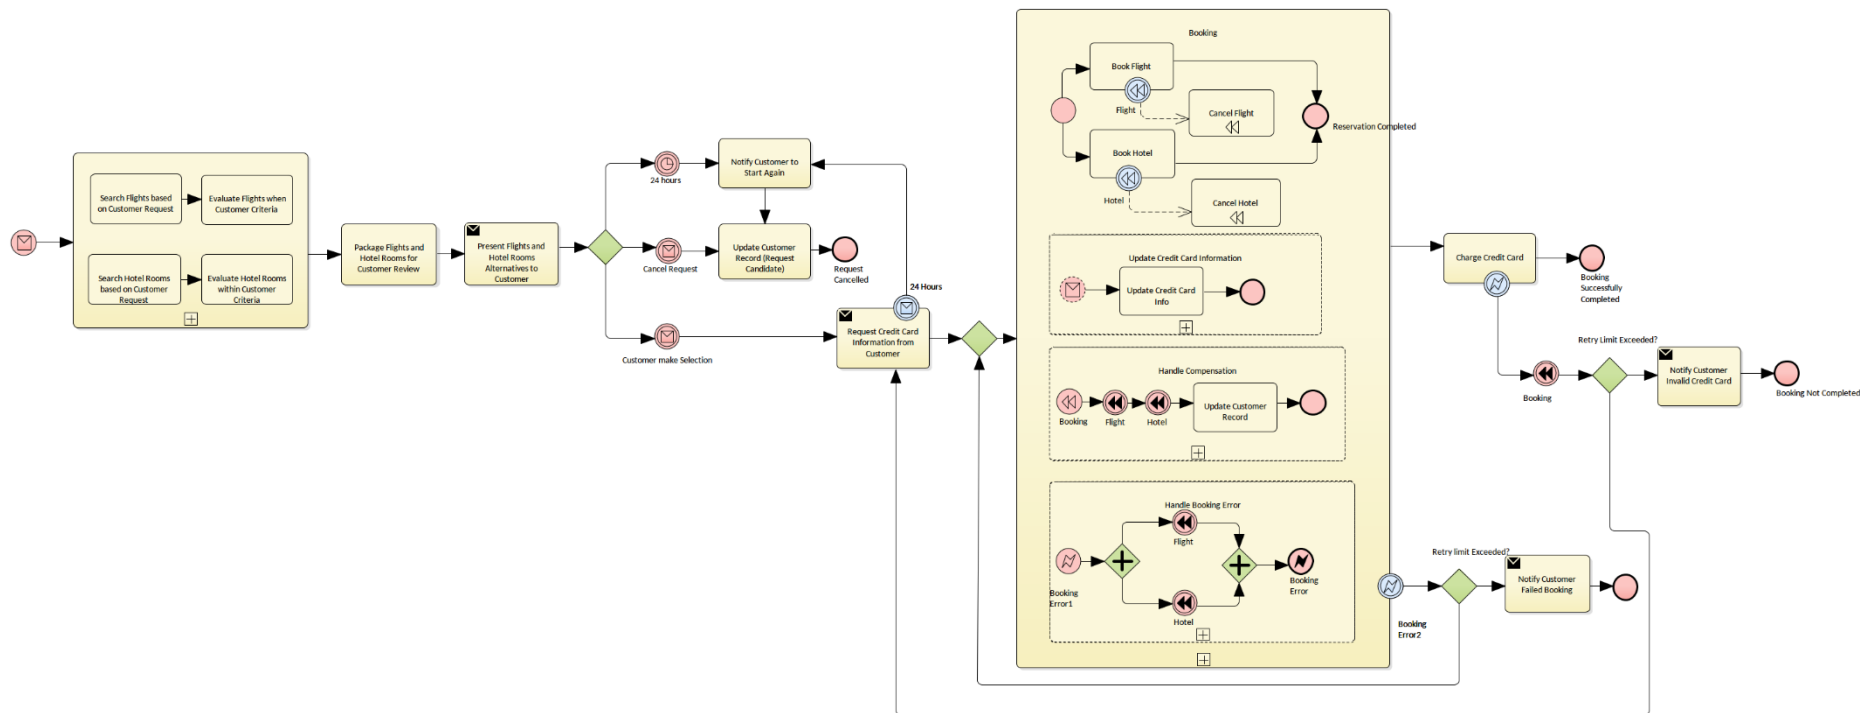 Search Flights based
on Customer Request
Evaluate Flights when
Customer Criteria
Search Hotel Rooms
based on Customer
Request
Evaluate Hotel Rooms
within Customer
Criteria
Package Flights and
Hotel Rooms for
Customer Review
Present Flights and
Hotel Rooms
Alternatives to
Customer
24 hours
Cancel Request
Customer make Selection
Notify Customer to
Start Again
Update Customer
Record (Request
Candidate)
Request
Cancelled
24 Hours
Request Credit Card
Information from
Customer
Booking
Book Flight
Flight
Cancel Flight
Book Hotel
Hotel
Cancel Hotel
Reservation Completed
Update Credit Card Information
Update Credit Card
Info
Handle Compensation
Booking
Flight
Hotel
Update Customer
Record
Handle Booking Error
Flight
Booking
Error1
Hotel
Booking
Error
Booking
Error2
Charge Credit Card
Booking
Successfully
Completed
Booking
Retry Limit Exceeded?
Notify Customer
Invalid Credit Card
Booking Not Completed
Retry limit Exceeded?
Notify Customer
Failed Booking